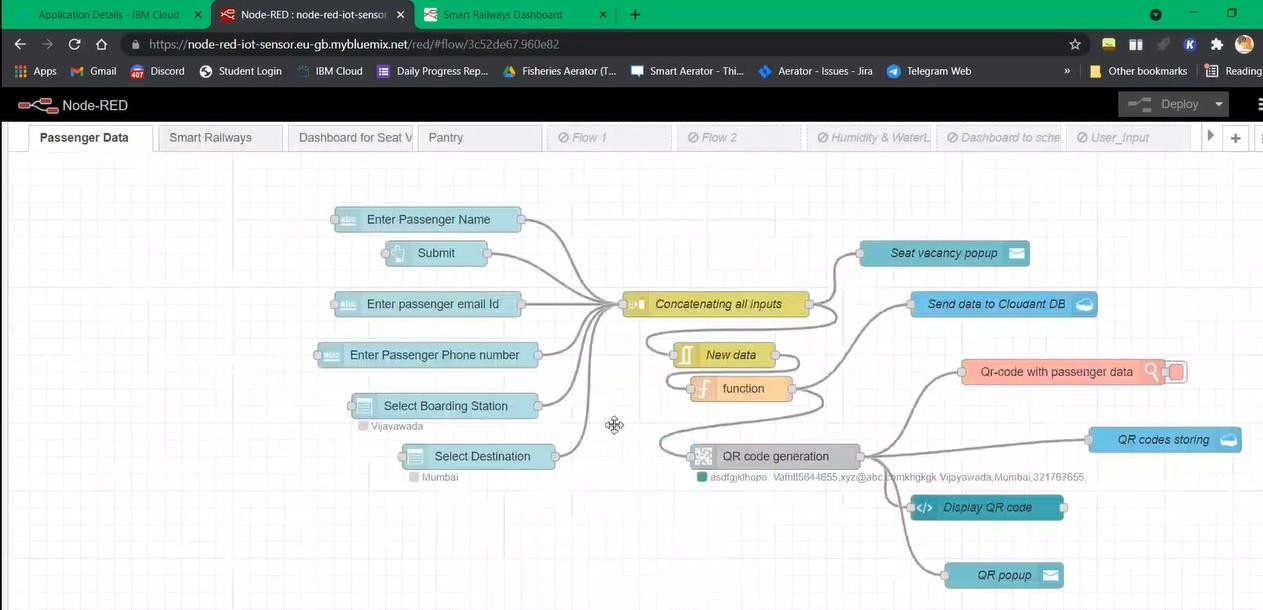 Application Details - IBM Cloud
Node-RED : node-red-iot-sensor
Smart Railways Dashboard
https://node-red-iot-sensor.eu-gb.mybluemix.net/red/#flow/3c52de67.960e82
Apps
Gmail
407
Discord
Student Login
IBM Cloud
Daily Progress Rep...
Fisheries Aerator (T...
Smart Aerator - Thi...
Aerator - Issues - Jira
Telegram Web
»
Other bookmarks
Reading
Node-RED
Deploy
Passenger Data
Smart Railways
Dashboard for Seat V
Pantry
Flow 1
Flow 2
Humidity & WaterL
Dashboard to sche
User_Input
abc Enter Passenger Name
Submit
Seat vacancy popup
abc Enter passenger email Id
Concatenating all inputs
Send data to Cloudant DB
abc Enter Passenger Phone number
New data
Qr-code with passenger data
f function
Select Boarding Station
Vijayawada
QR codes storing
Select Destination
QR code generation
Mumbai
Vijayawada,Mumbai,321767655,
</> Display QR code
QR popup